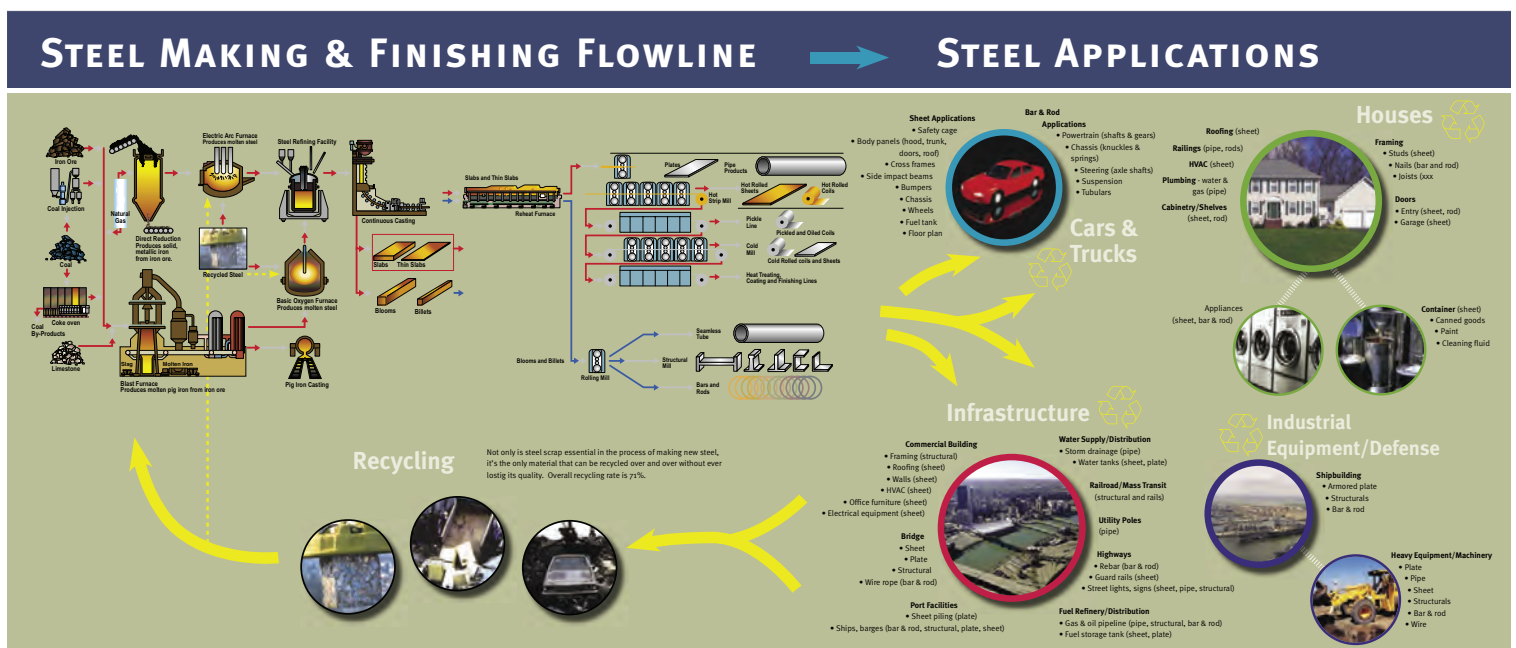 STEEL MAKING & FINISHING FLOWLINE
STEEL APPLICATIONS
Iron Ore
Coal Injection
Coal
Coke oven
Coal
By-Products
Limestone
Natural
Gas
Direct Reduction
Produces solid,
metallic iron
from iron ore.
Slag
Molten Iron
Blast Furnace
Produces molten pig iron from iron ore
Electric Arc Furnace
Produces molten steel
Recycled Steel
Steel Refining Facility
Basic Oxygen Furnace
Produces molten steel
Pig Iron Casting
Continuous Casting
Slabs
Thin Slabs
Blooms
Billets
Slabs and Thin Slabs
Reheat Furnace
Plates
Pipe
Products
Hot Rolled
Sheets
Hot Rolled
Coils
Hot
Strip Mill
Pickle
Line
Pickled and Oiled Coils
Cold
Mill
Cold Rolled coils and Sheets
Heat Treating,
Coating and Finishing Lines
Blooms and Billets
Rolling Mill
Seamless
Tube
Structural
Mill
Bars and
Rods
Recycling
Not only is steel scrap essential in the process of making new steel,
it's the only material that can be recycled over and over without ever
lostig its quality. Overall recycling rate is 71%.
Sheet Applications
• Safety cage
• Body panels (hood, trunk,
doors, roof)
• Cross frames
• Side impact beams
• Bumpers
• Chassis
• Wheels
• Fuel tank
• Floor plan
Bar & Rod
Applications
• Powertrain (shafts & gears)
• Chassis (knuckles &
springs)
• Steering (axle shafts)
• Suspension
• Tubulars
Cars &
Trucks
Houses
Roofing (sheet)
Railings (pipe, rods)
HVAC (sheet)
Plumbing - water &
gas (pipe)
Cabinetry/Shelves
(sheet, rod)
Framing
• Studs (sheet)
• Nails (bar and rod)
• Joists (xxx
Doors
• Entry (sheet, rod)
• Garage (sheet)
Appliances
(sheet, bar & rod)
Container (sheet)
• Canned goods
• Paint
• Cleaning fluid
Infrastructure
Commercial Building
• Framing (structural)
• Roofing (sheet)
• Walls (sheet)
• HVAC (sheet)
• Office furniture (sheet)
• Electrical equipment (sheet)
Bridge
• Sheet
• Plate
• Structural
• Wire rope (bar & rod)
Port Facilities
• Sheet piling (plate)
• Ships, barges (bar & rod, structural, plate, sheet)
Water Supply/Distribution
• Storm drainage (pipe)
• Water tanks (sheet, plate)
Railroad/Mass Transit
(structural and rails)
Utility Poles
(pipe)
Highways
• Rebar (bar & rod)
• Guard rails (sheet)
• Street lights, signs (sheet, pipe, structural)
Fuel Refinery/Distribution
• Gas & oil pipeline (pipe, structural, bar & rod)
• Fuel storage tank (sheet, plate)
Industrial
Equipment/Defense
Shipbuilding
• Armored plate
• Structurals
• Bar & rod
Heavy Equipment/Machinery
• Plate
• Pipe
• Sheet
• Structurals
• Bar & rod
• Wire